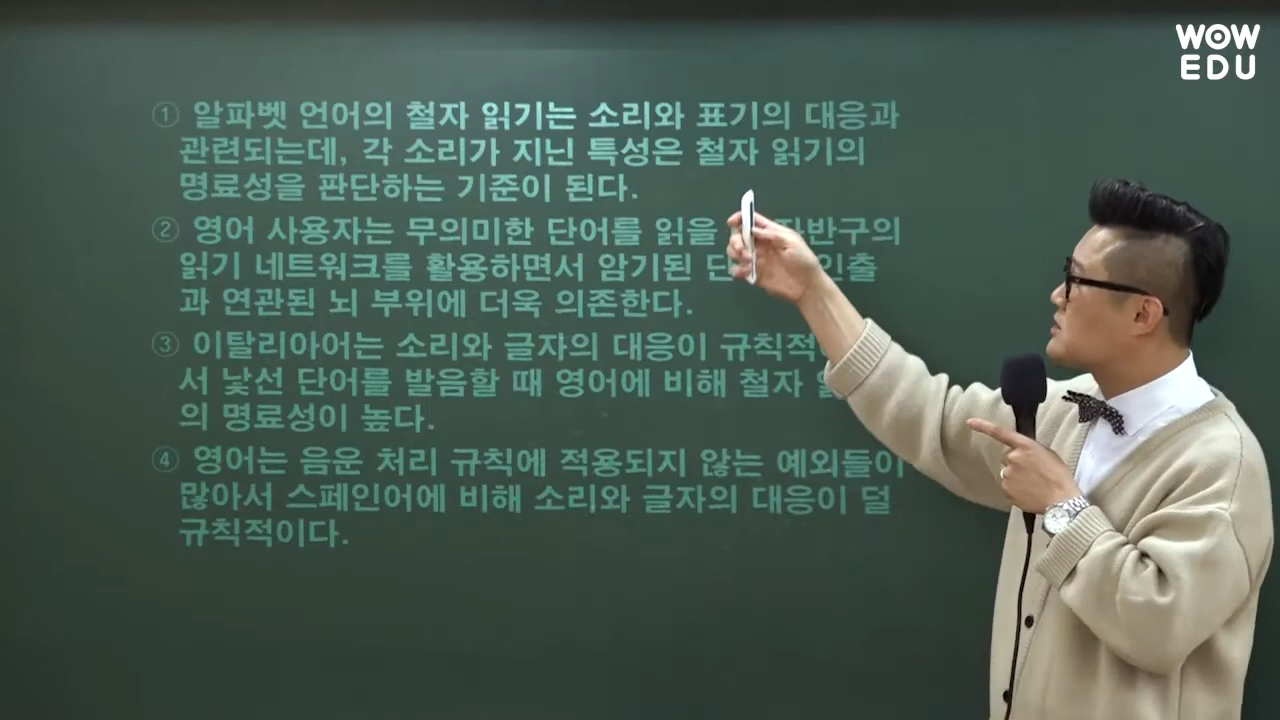 WOW
EDU
① 알파벳 언어의 철자 읽기는 소리와 표기의 대응과
관련되는데, 각 소리가 지닌 특성은 철자 읽기의
명료성을 판단하는 기준이 된다.
② 영어 사용자는 무의미한 단어를 읽을 좌반구의
읽기 네트워크를 활용하면서 암기된 인출
과 연관된 뇌 부위에 더욱 의존한다.
③ 이탈리아어는 소리와 글자의 대응이
서 낯선 단어를 발음할 때 영어에 비해 철자
의 명료성이 높다.
④ 영어는 음운 처리 규칙에 적용되지 않는 예외들이
많아서 스페인어에 비해 소리와 글자의 대응이 덜
규칙적이다.